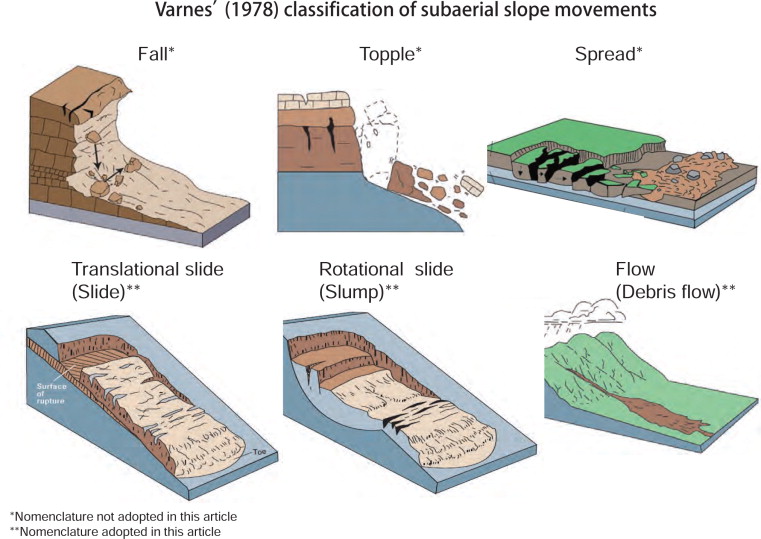 Varnes′ (1978) classification of subaerial slope movements
Fall*
Topple*
Spread*
Translational slide
(Slide)**
Rotational slide
(Slump)**
Flow
(Debris flow)**
Surface
of
rupture
Toe
*Nomenclature not adopted in this article
**Nomenclature adopted in this article